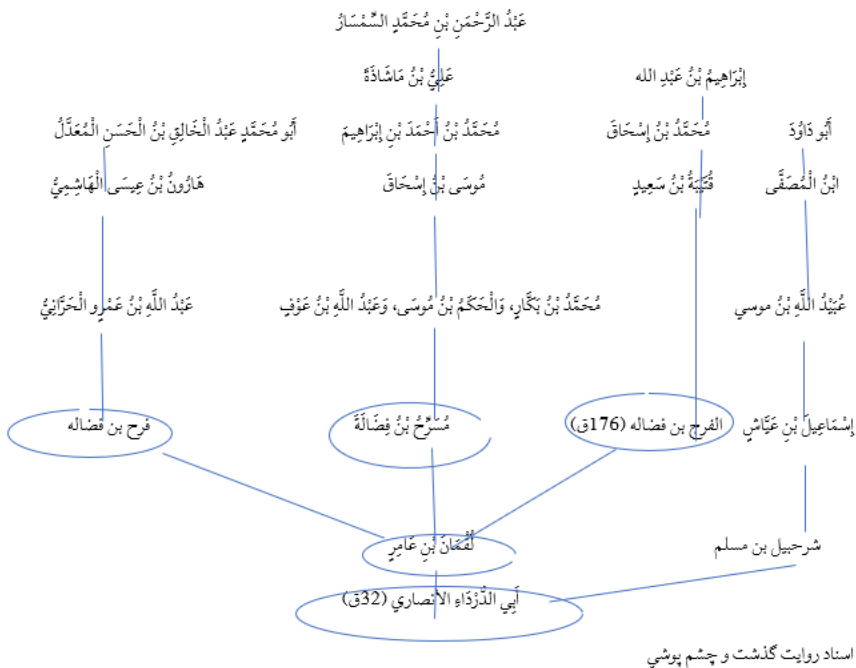 عَبْدُ الرَّحْمَنِ بْنِ مُحَمَّدٍ السِّمْسَارُ
إِبْرَاهِيمُ بْنُ عَبْدِ الله
عَلِيُّ بْنُ مَاشَاذَةَ
أَبُو دَاوُدَ
مُحَمَّدُ بْنُ إِسْحَاقَ
مُحَمَّدُ بْنُ أَحْمَدَ بْنِ إِبْرَاهِيمَ
أَبُو مُحَمَّدٍ عَبْدُ الْخَالِقِ بْنُ الْحَسَنِ الْمُعَدَّلُ
ابْنُ الْمُصَفَّى
قُتَيْبَةُ بْنُ سَعِيدٍ
مُوسَى بْنُ إِسْحَاقَ
هَارُونُ بْنُ عِيسَى الْهَاشِمِيُّ
عُبَيْدُ اللَّهِ بْنُ موسي
مُحَمَّدُ بْنُ بَكَّارٍ، وَالْحَكَمُ بْنُ مُوسَى، وَعَبْدُ اللَّهِ بْنُ عَوْفٍ
عَبْدُ اللَّهِ بْنُ عَمْرٍو الْحَرَّانِيُّ
إِسْمَاعِيلَ بْنِ عَيَّاشٍ
الفرج بن فضاله (176ق)
مُسَرِّحُ بْنُ فِضَالَةَ
فرح بن فضاله
شرحبيل بن مسلم
لُقْمَانَ بْنِ عَامِرٍ
أَبِي الدَّرْدَاءِ الأنصاري (32ق)
اسناد روايت گذشت و چشم پوشي